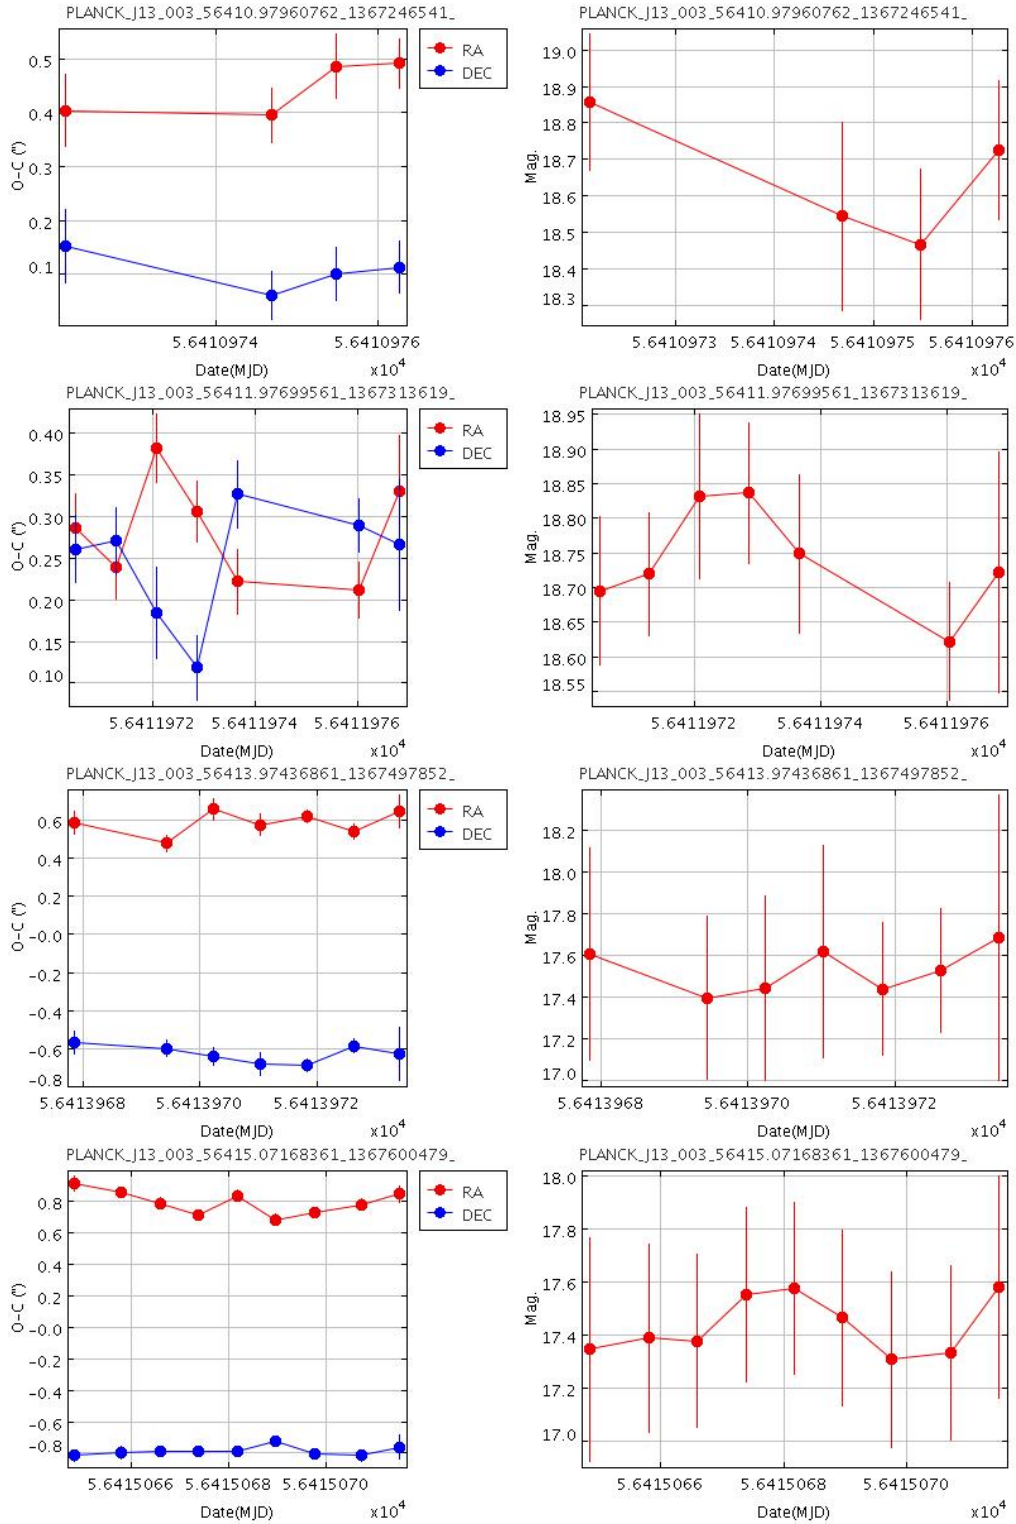 PLANCK_J13_003_56410.97960762_1367246541_
O-C (")
0.5
0.4
0.3
0.2
0.1
5.6410974 5.6410976
Date(MJD) x10⁴
RA
DEC
PLANCK_J13_003_56410.97960762_1367246541_
Mag.
19.0
18.9
18.8
18.7
18.6
18.5
18.4
18.3
5.6410973 5.6410974 5.6410975 5.6410976
Date(MJD) x10⁴
PLANCK_J13_003_56411.97699561_1367313619_
O-C (")
0.40
0.35
0.30
0.25
0.20
0.15
0.10
5.6411972 5.6411974 5.6411976
Date(MJD) x10⁴
RA
DEC
PLANCK_J13_003_56411.97699561_1367313619_
Mag.
18.95
18.90
18.85
18.80
18.75
18.70
18.65
18.60
18.55
5.6411972 5.6411974 5.6411976
Date(MJD) x10⁴
PLANCK_J13_003_56413.97436861_1367497852_
O-C (")
0.6
0.4
0.2
-0.0
-0.2
-0.4
-0.6
-0.8
5.6413968 5.6413970 5.6413972
Date(MJD) x10⁴
RA
DEC
PLANCK_J13_003_56413.97436861_1367497852_
Mag.
18.2
18.0
17.8
17.6
17.4
17.2
17.0
5.6413968 5.6413970 5.6413972
Date(MJD) x10⁴
PLANCK_J13_003_56415.07168361_1367600479_
O-C (")
0.8
0.6
0.4
0.2
-0.0
-0.2
-0.4
-0.6
-0.8
5.6415066 5.6415068 5.6415070
Date(MJD) x10⁴
RA
DEC
PLANCK_J13_003_56415.07168361_1367600479_
Mag.
18.0
17.8
17.6
17.4
17.2
17.0
5.6415066 5.6415068 5.6415070
Date(MJD) x10⁴